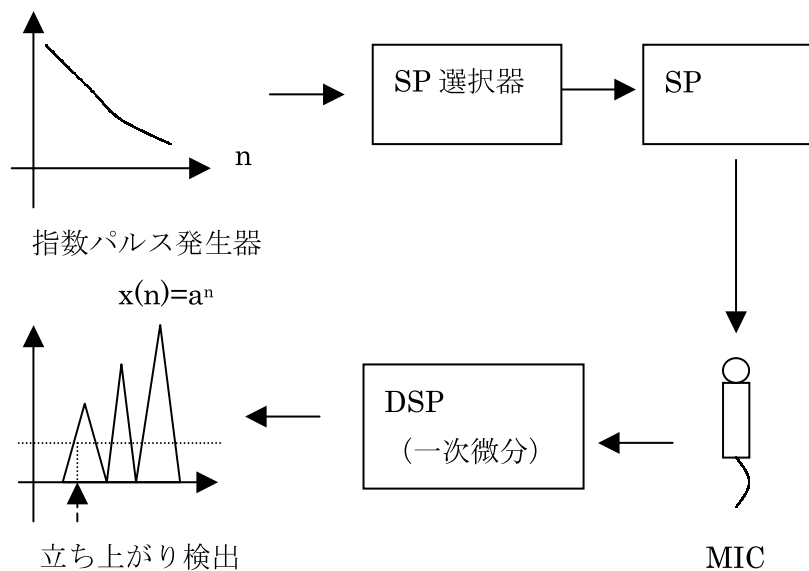 SP 選択器
SP
n
指数パルス発生器
x(n)=aⁿ
DSP
(一次微分)
立ち上がり検出
MIC